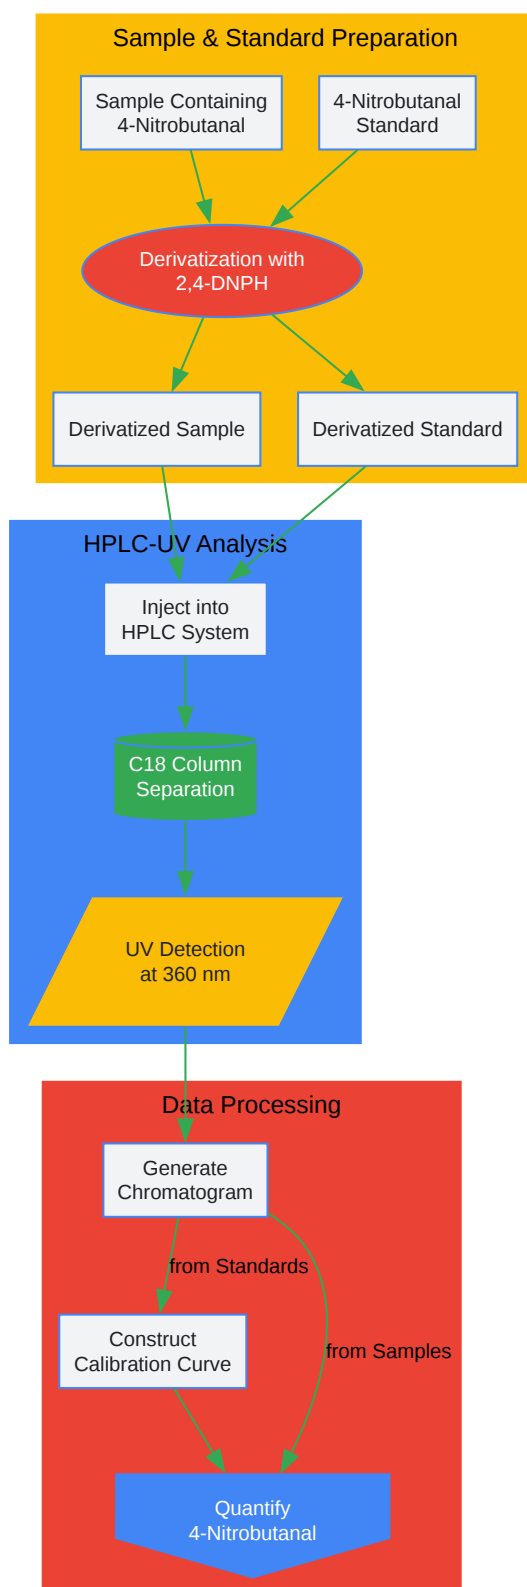 Sample & Standard Preparation
Sample Containing
4-Nitrobutanal
4-Nitrobutanal
Standard
Derivatization with
2,4-DNPH
Derivatized Sample
Derivatized Standard
HPLC-UV Analysis
Inject into
HPLC System
C18 Column
Separation
UV Detection
at 360 nm
Data Processing
Generate
Chromatogram
from Standards
Construct
Calibration Curve
from Samples
Quantify
4-Nitrobutanal